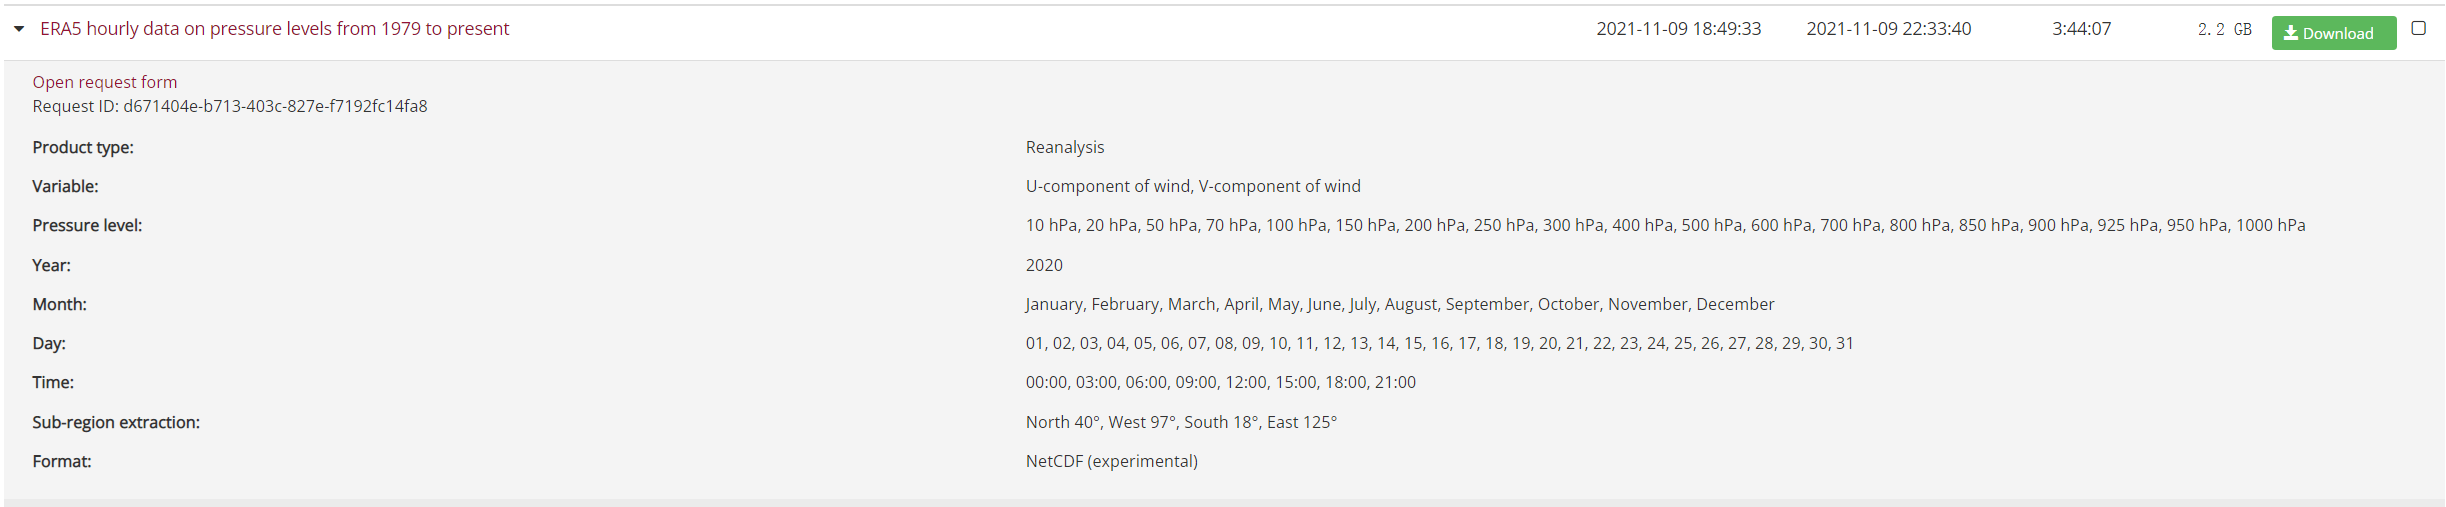 ERA5 hourly data on pressure levels from 1979 to present 2021-11-09 18:49:33 2021-11-09 22:33:40 3:44:07 2.2 GB Download
Open request form
Request ID: d671404e-b713-403c-827e-f7192fc14fa8
Product type: Reanalysis
Variable: U-component of wind, V-component of wind
Pressure level: 10 hPa, 20 hPa, 50 hPa, 70 hPa, 100 hPa, 150 hPa, 200 hPa, 250 hPa, 300 hPa, 400 hPa, 500 hPa, 600 hPa, 700 hPa, 800 hPa, 850 hPa, 900 hPa, 925 hPa, 950 hPa, 1000 hPa
Year: 2020
Month: January, February, March, April, May, June, July, August, September, October, November, December
Day: 01, 02, 03, 04, 05, 06, 07, 08, 09, 10, 11, 12, 13, 14, 15, 16, 17, 18, 19, 20, 21, 22, 23, 24, 25, 26, 27, 28, 29, 30, 31
Time: 00:00, 03:00, 06:00, 09:00, 12:00, 15:00, 18:00, 21:00
Sub-region extraction: North 40°, West 97°, South 18°, East 125°
Format: NetCDF (experimental)